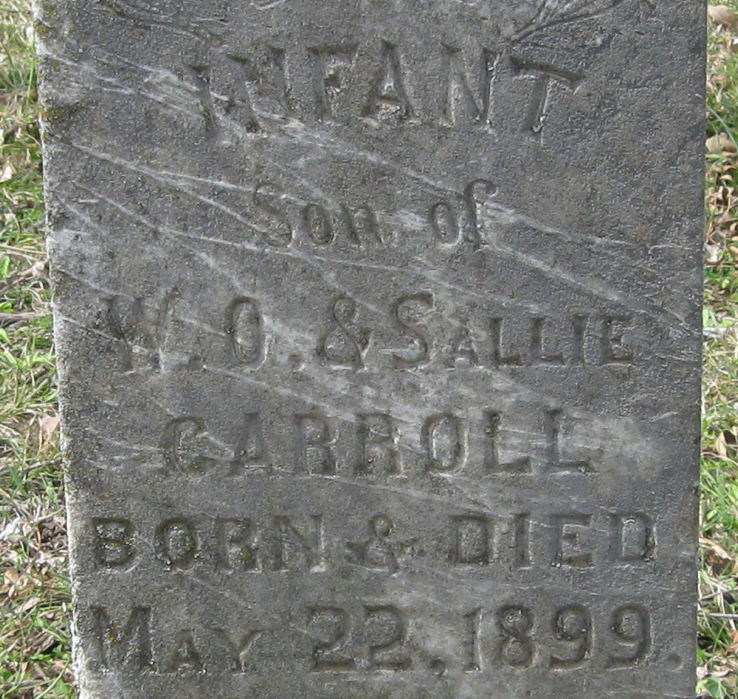 INFANT
Son of
W. O. & SALLIE
CARROLL
BORN & DIED
MAY 22, 1899.